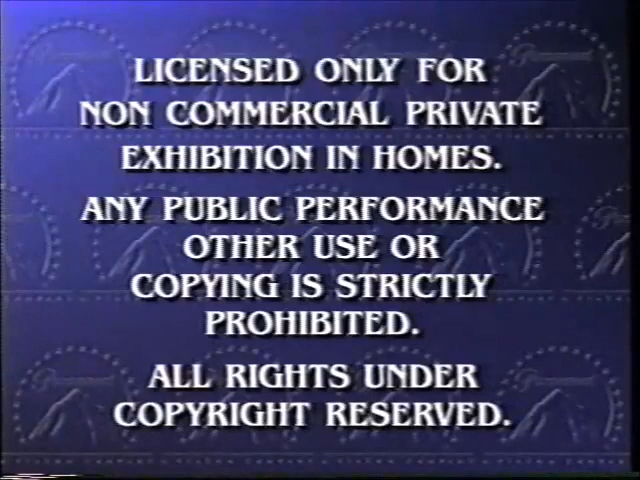 LICENSED ONLY FOR
NON COMMERCIAL PRIVATE
EXHIBITION IN HOMES.
ANY PUBLIC PERFORMANCE
OTHER USE OR
COPYING IS STRICTLY
PROHIBITED.
ALL RIGHTS UNDER
COPYRIGHT RESERVED.